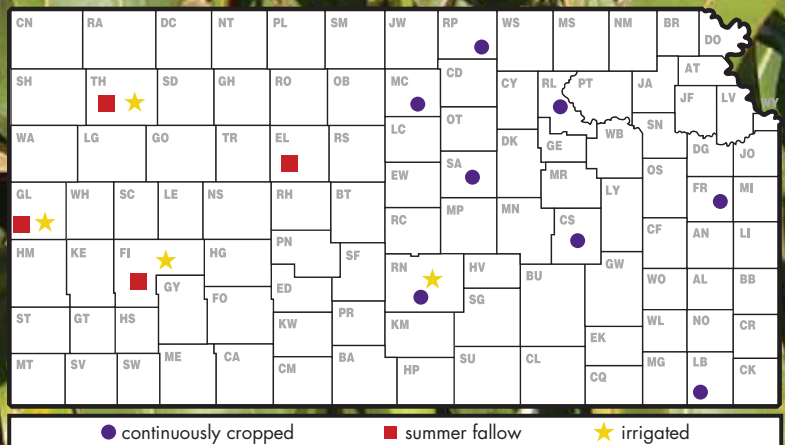 CN RA DC NT PL SM JW RP WS MS NM BR DO
SH TH SD GH RO OB MC CD CY RL PT JA AT JF LV WY
WA LG GO TR EL RS LC OT DK GE WB SN DG JO
GL WH SC LE NS RH BT EW SA MR LY OS FR MI
HM KE FI HG PN SF RC MP MN CS CF AN LI
GY FO ED RN HV BU GW WO AL BB
ST GT HS KW PR KM SG EK WL NO CR
MT SV SW ME CA CM BA HP SU CL CQ MG LB CK
continuously cropped summer fallow irrigated